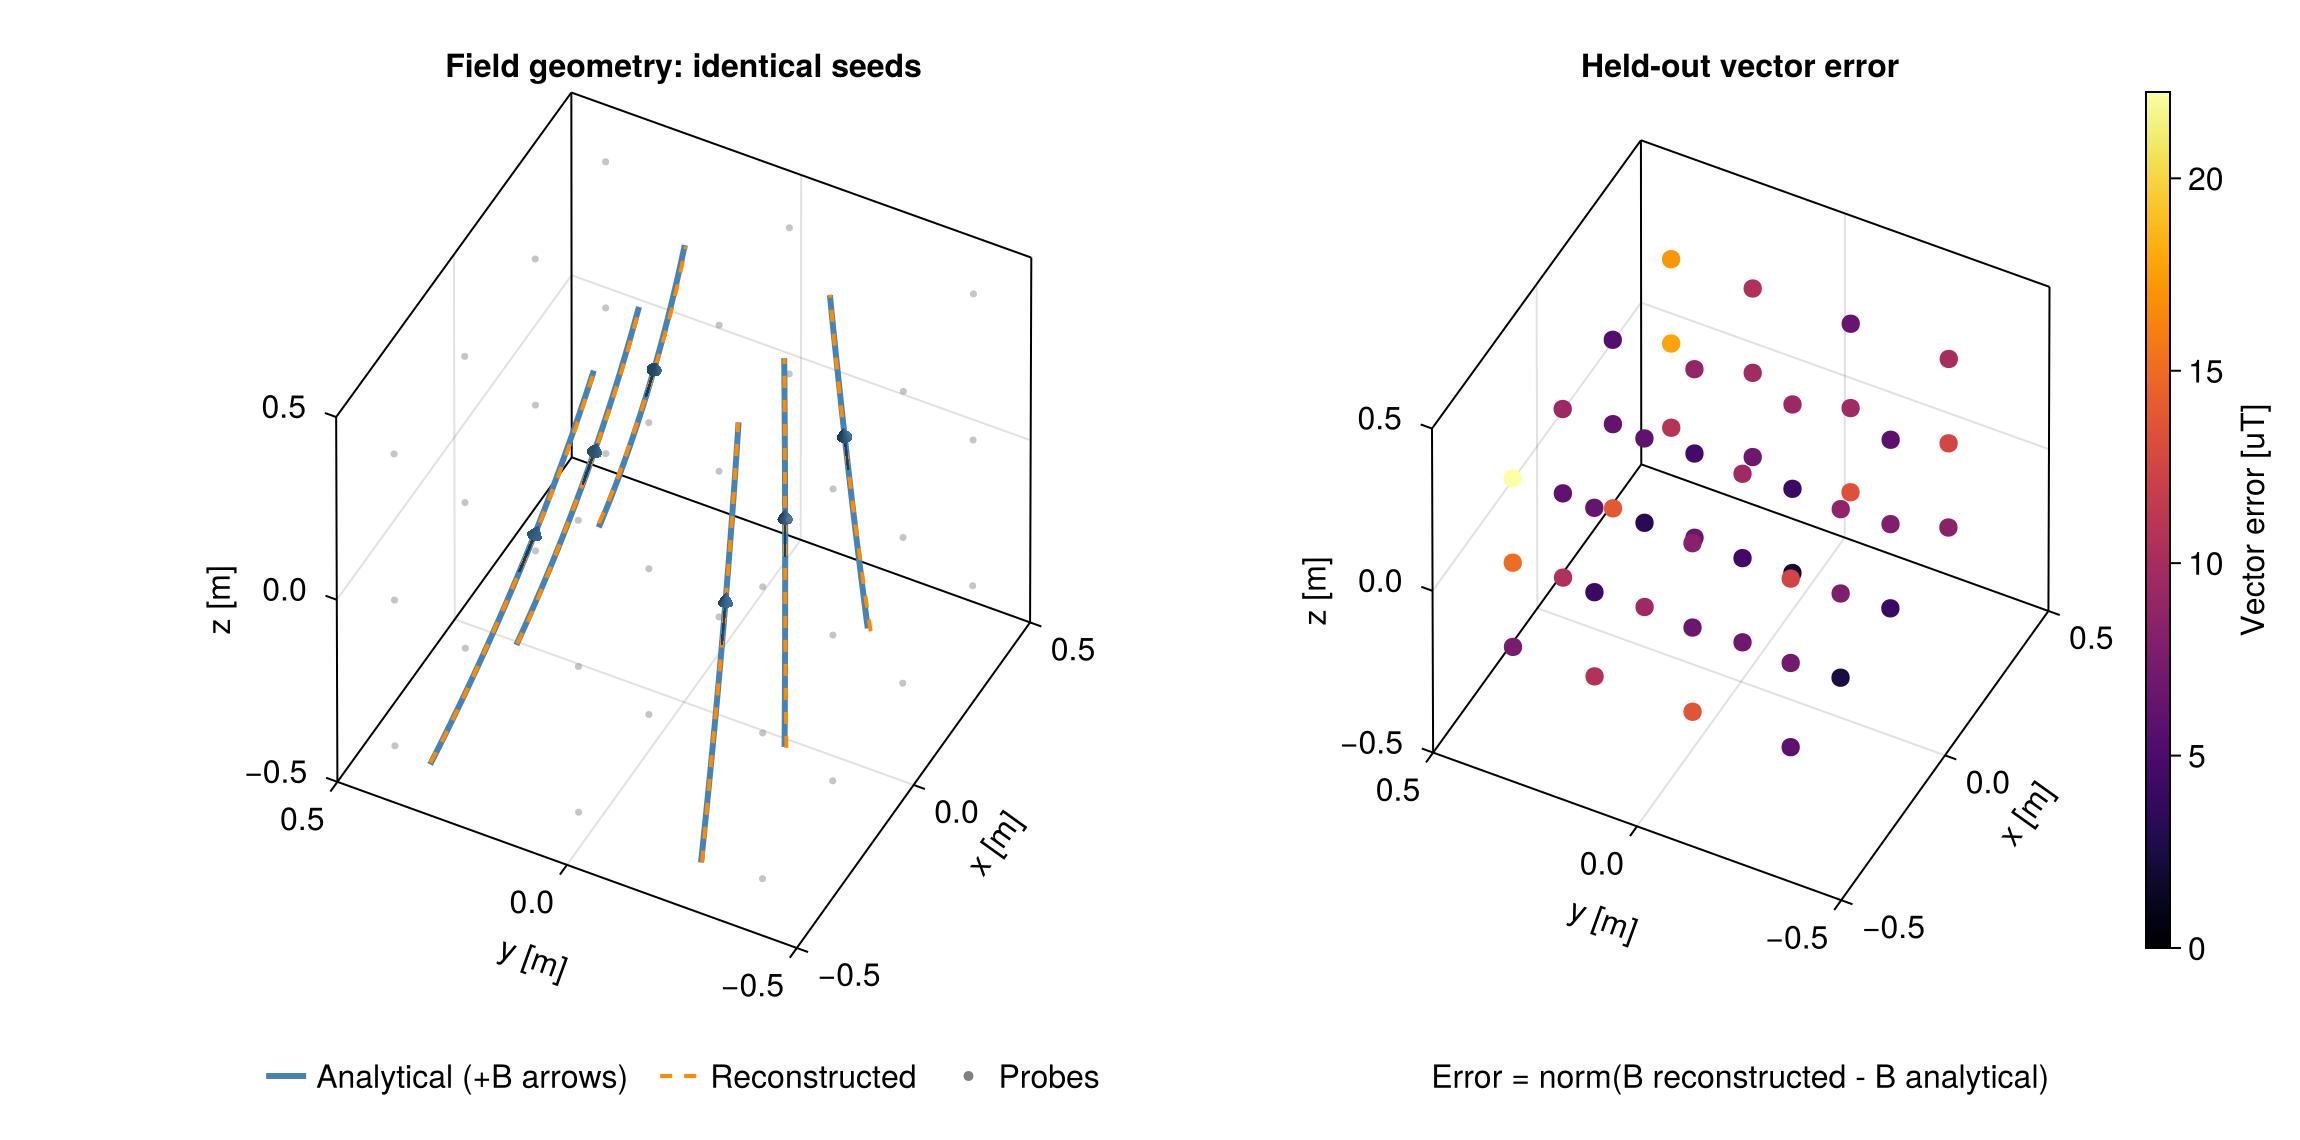 Field geometry: identical seeds
0.5
0.0
−0.5
z [m]
0.5
0.0
−0.5
y [m]
0.5
0.0
−0.5
x [m]
Analytical (+B arrows)
Reconstructed
Probes
Held-out vector error
0.5
0.0
−0.5
z [m]
0.5
0.0
−0.5
y [m]
0.5
0.0
−0.5
x [m]
20
15
10
5
0
Vector error [uT]
Error = norm(B reconstructed - B analytical)